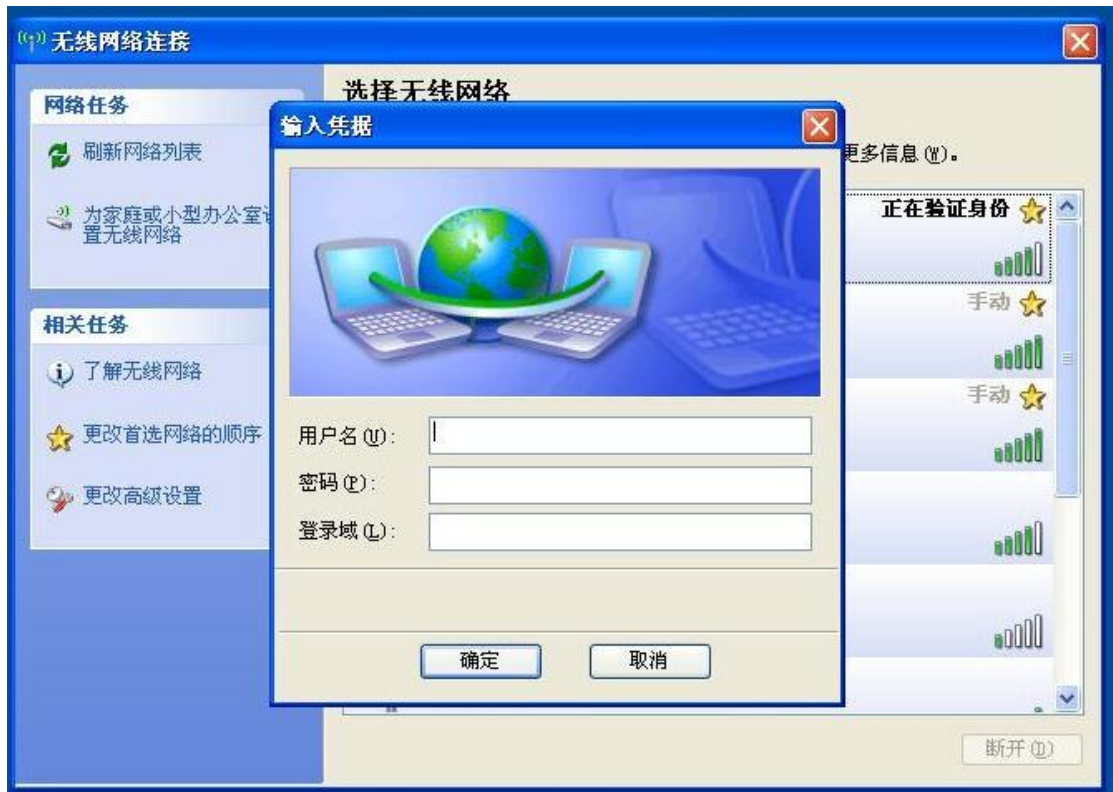 无线网络连接
网络任务
刷新网络列表
为家庭或小型办公室
置无线网络
相关任务
了解无线网络
更改首选网络的顺序
更改高级设置
选择无线网络
更多信息(W)。
正在验证身份
手动
手动
断开(D)
输入凭据
用户名(U):
密码(P):
登录域(L):
确定
取消